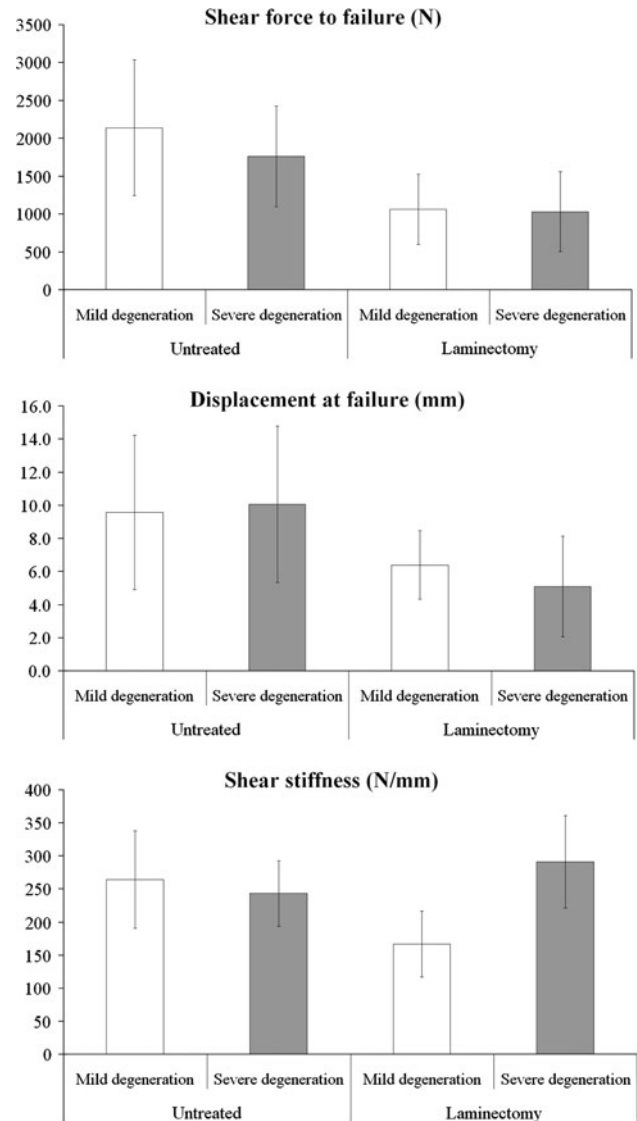 Shear force to failure (N)
3500
3000
2500
2000
1500
1000
500
0
Mild degeneration Severe degeneration Mild degeneration Severe degeneration
Untreated Laminectomy
Displacement at failure (mm)
16.0
14.0
12.0
10.0
8.0
6.0
4.0
2.0
0.0
Mild degeneration Severe degeneration Mild degeneration Severe degeneration
Untreated Laminectomy
Shear stiffness (N/mm)
400
350
300
250
200
150
100
50
0
Mild degeneration Severe degeneration Mild degeneration Severe degeneration
Untreated Laminectomy